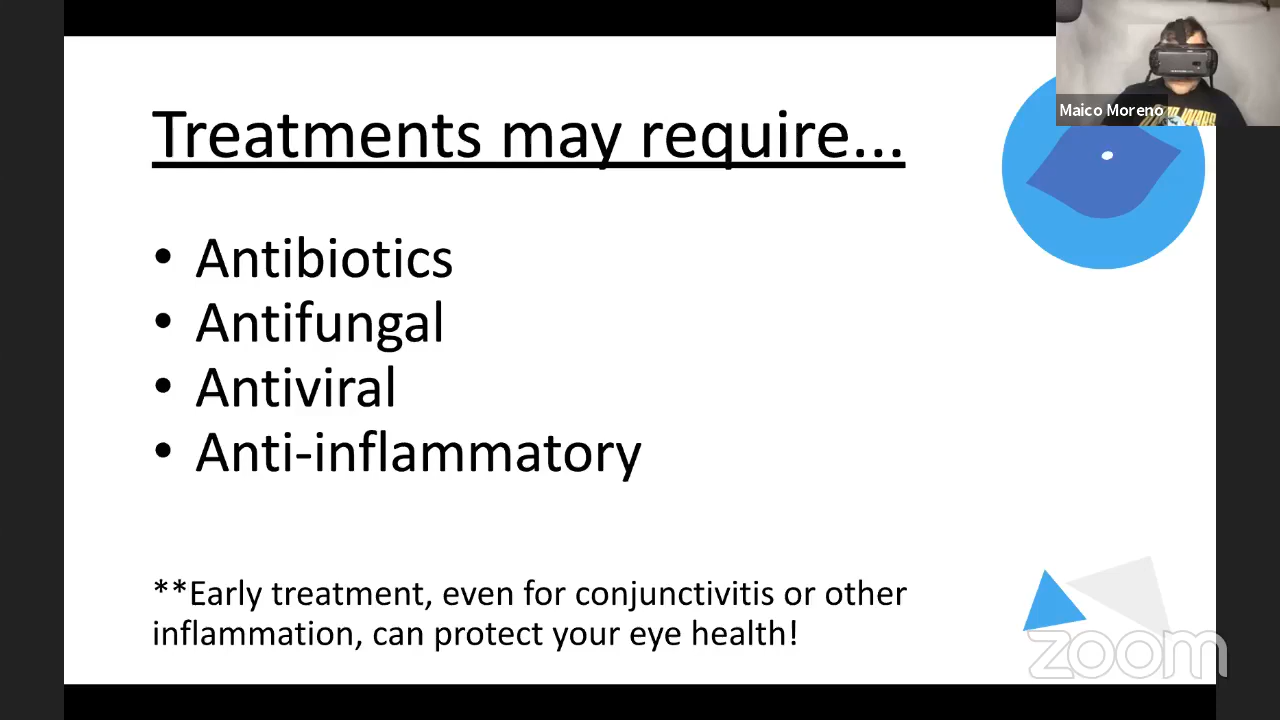 Treatments may require...
• Antibiotics
• Antifungal
• Antiviral
• Anti-inflammatory
**Early treatment, even for conjunctivitis or other
inflammation, can protect your eye health!
Maico Moreno
zoom